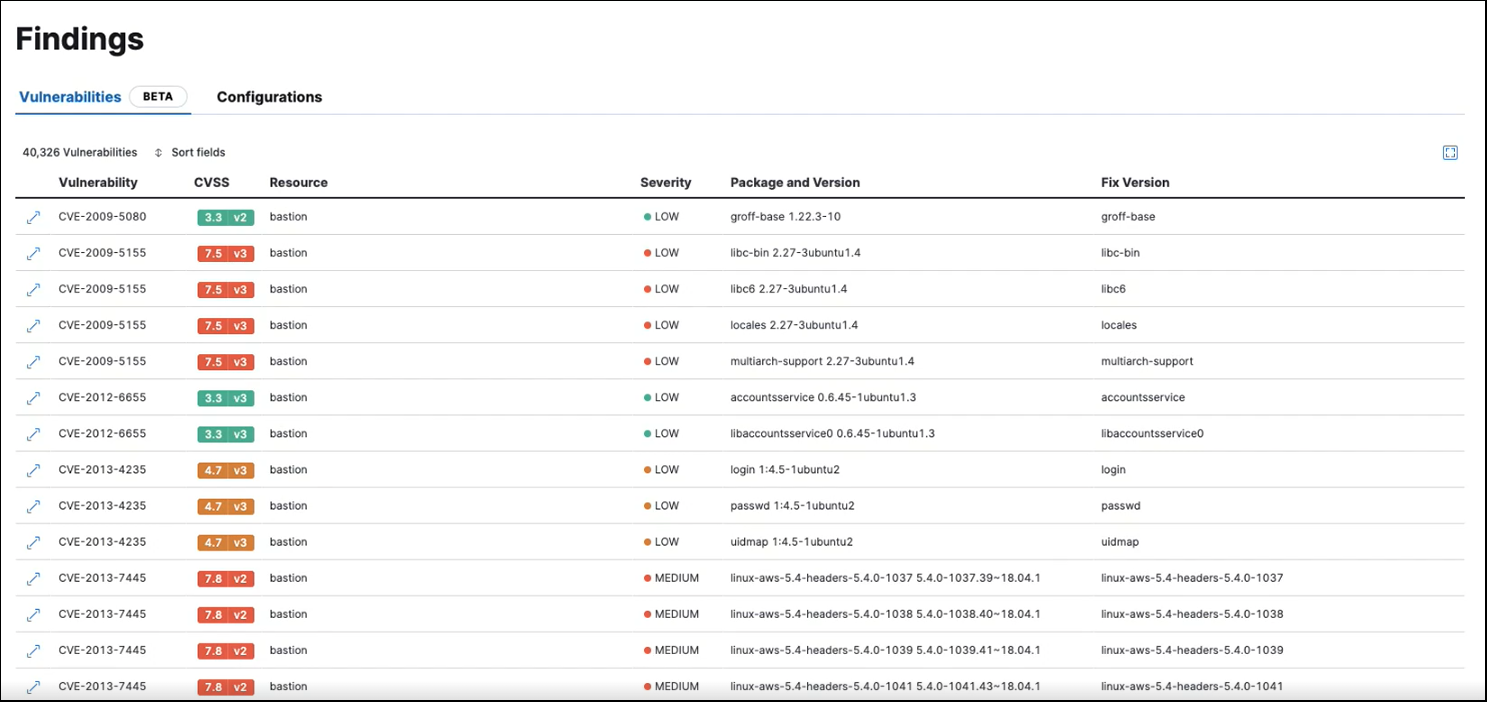 Findings
Vulnerabilities BETA Configurations
40,326 Vulnerabilities Sort fields
Vulnerability CVSS Resource Severity Package and Version Fix Version
CVE-2009-5080 3.3 v2 bastion LOW groff-base 1.22.3-10 groff-base
CVE-2009-5155 7.5 v3 bastion LOW libc-bin 2.27-3ubuntu1.4 libc-bin
CVE-2009-5155 7.5 v3 bastion LOW libc6 2.27-3ubuntu1.4 libc6
CVE-2009-5155 7.5 v3 bastion LOW locales 2.27-3ubuntu1.4 locales
CVE-2009-5155 7.5 v3 bastion LOW multiarch-support 2.27-3ubuntu1.4 multiarch-support
CVE-2012-6655 3.3 v3 bastion LOW accountsservice 0.6.45-1ubuntu1.3 accountsservice
CVE-2012-6655 3.3 v3 bastion LOW libaccountsservice0 0.6.45-1ubuntu1.3 libaccountsservice0
CVE-2013-4235 4.7 v3 bastion LOW login 1:4.5-1ubuntu2 login
CVE-2013-4235 4.7 v3 bastion LOW passwd 1:4.5-1ubuntu2 passwd
CVE-2013-4235 4.7 v3 bastion LOW uidmap 1:4.5-1ubuntu2 uidmap
CVE-2013-7445 7.8 v2 bastion MEDIUM linux-aws-5.4-headers-5.4.0-1037 5.4.0-1037.39~18.04.1 linux-aws-5.4-headers-5.4.0-1037
CVE-2013-7445 7.8 v2 bastion MEDIUM linux-aws-5.4-headers-5.4.0-1038 5.4.0-1038.40~18.04.1 linux-aws-5.4-headers-5.4.0-1038
CVE-2013-7445 7.8 v2 bastion MEDIUM linux-aws-5.4-headers-5.4.0-1039 5.4.0-1039.41~18.04.1 linux-aws-5.4-headers-5.4.0-1039
CVE-2013-7445 7.8 v2 bastion MEDIUM linux-aws-5.4-headers-5.4.0-1041 5.4.0-1041.43~18.04.1 linux-aws-5.4-headers-5.4.0-1041